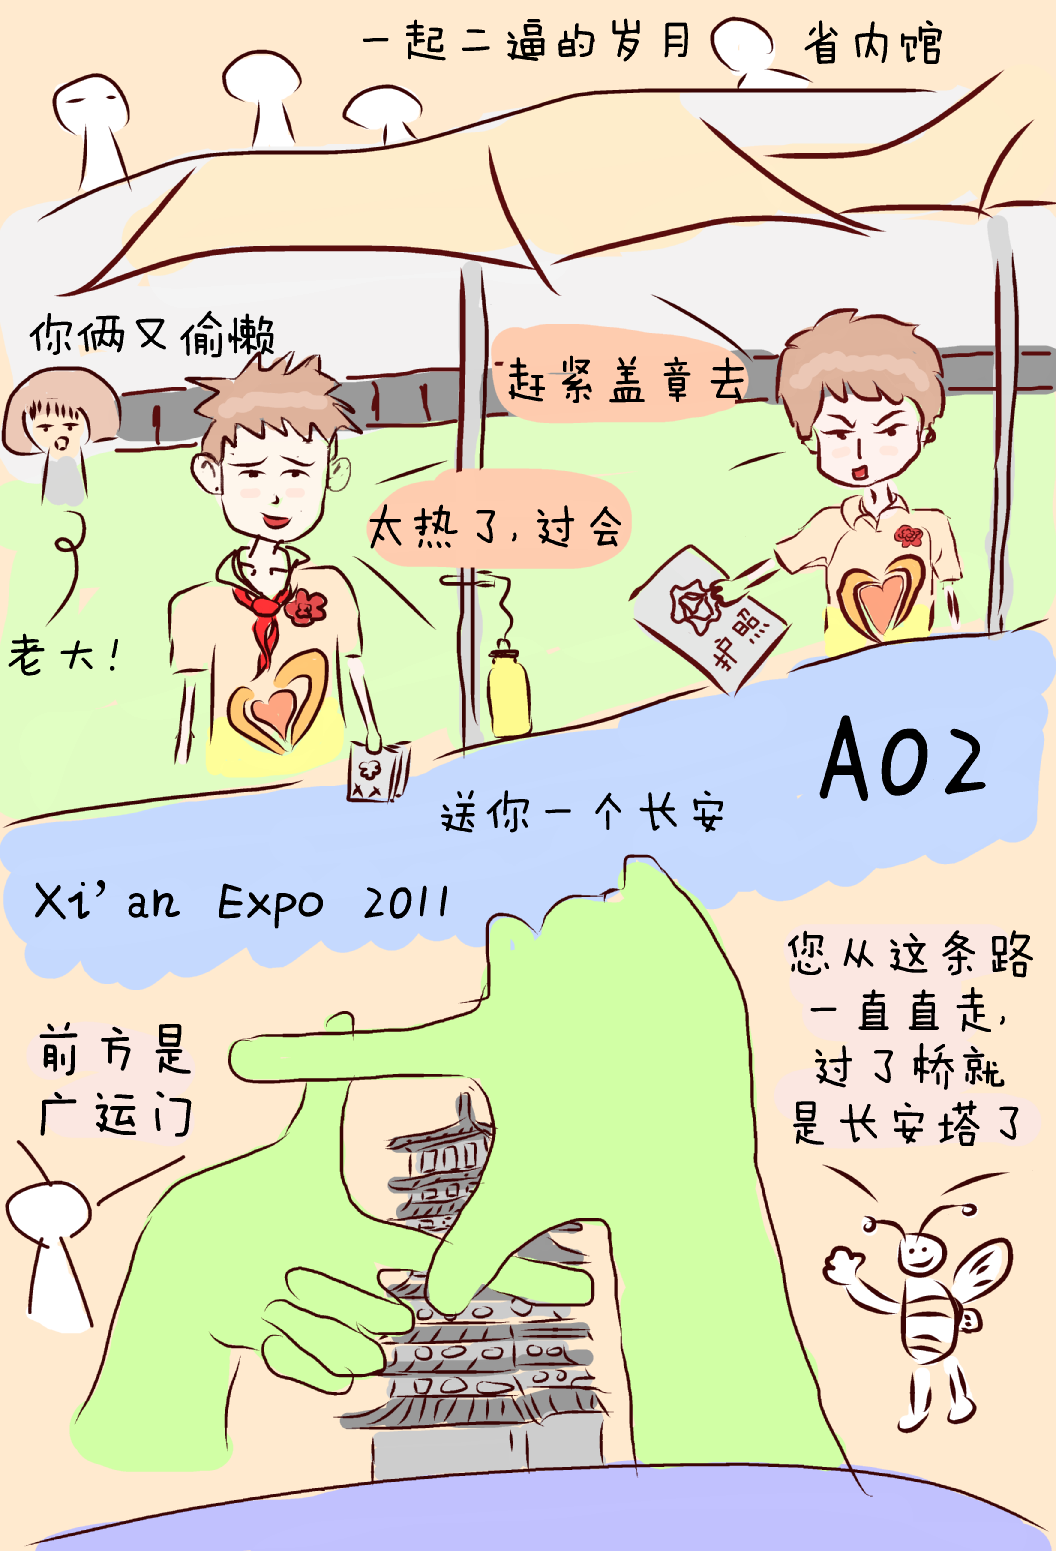 一起二逼的岁月
省内馆
你俩又偷懒
赶紧盖章去
太热了,过会
老大!
护照
A02
送你一个长安
Xi'an Expo 2011
前方是
广运门
您从这条路
一直直走,
过了桥就
是长安塔了